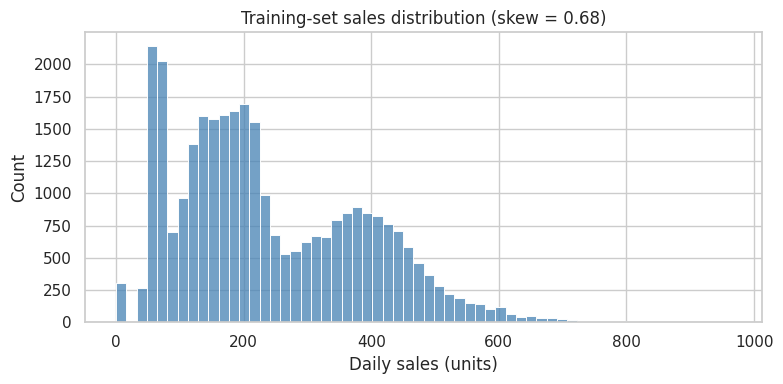 Training-set sales distribution (skew = 0.68)
Count
2000
1750
1500
1250
1000
750
500
250
0
0 200 400 600 800 1000
Daily sales (units)